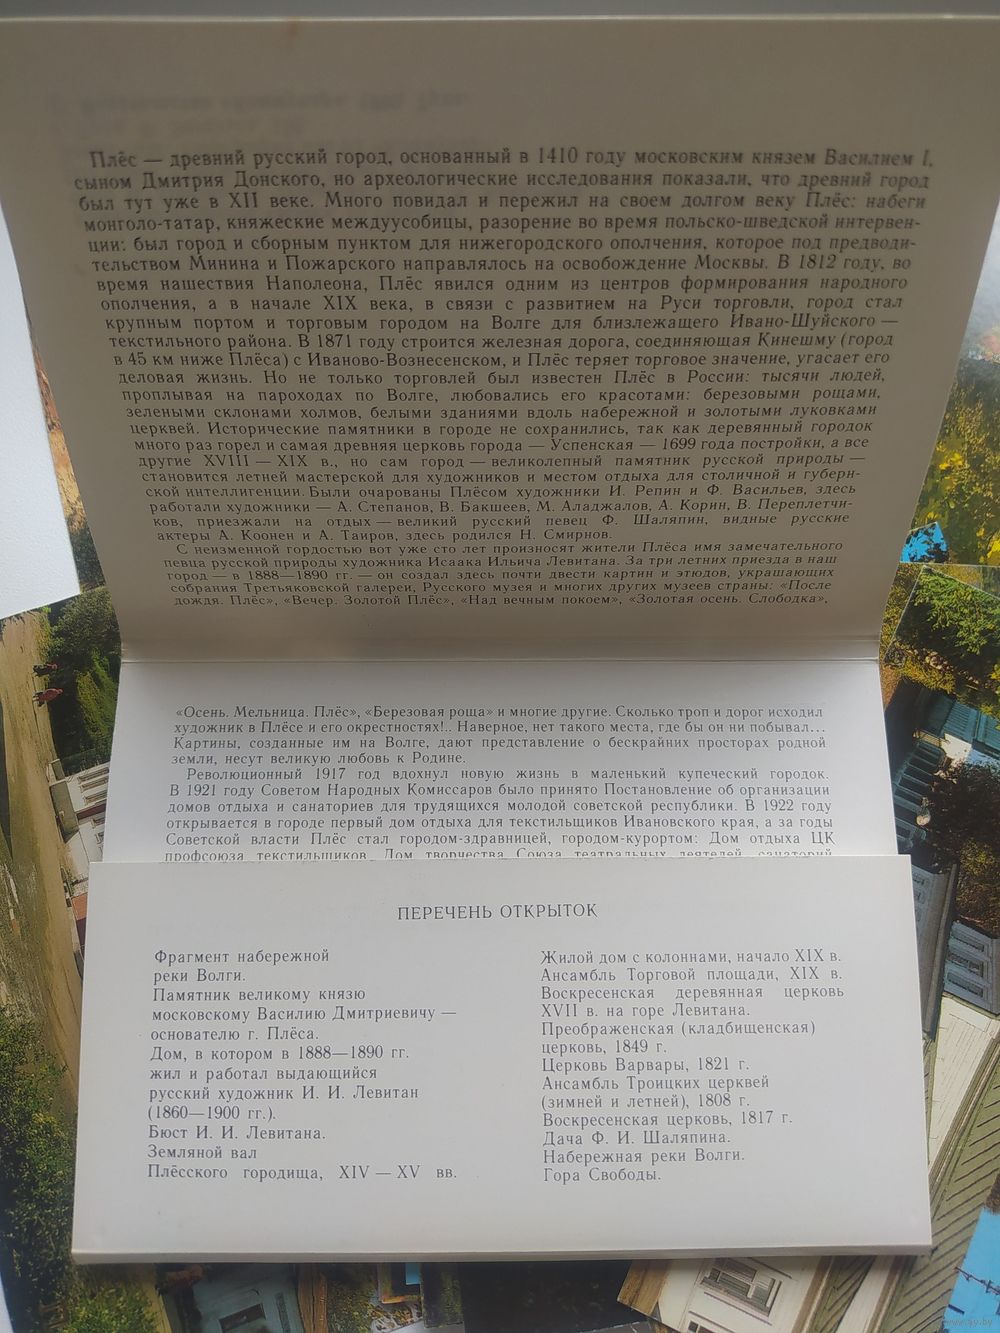 Плёс — древний русский город, основанный в 1410 году московским князем Василием I,
сыном Дмитрия Донского, но археологические исследования показали, что древний город
был тут уже в XII веке. Много повидал и пережил на своем долгом веку Плёс: набеги
монголо-татар, княжеские междуусобицы, разорение во время польско-шведской интервен-
ции: был город и сборным пунктом для нижегородского ополчения, которое под предводи-
тельством Минина и Пожарского направлялось на освобождение Москвы. В 1812 году, во
время нашествия Наполеона, Плёс явился одним из центров формирования народного
ополчения, а в начале XIX века, в связи с развитием на Руси торговли, город стал
крупным портом и торговым городом на Волге для близлежащего Ивано-Шуйского —
текстильного района. В 1871 году строится железная дорога, соединяющая Кинешму (город
в 45 км ниже Плёса) с Иваново-Вознесенском, и Плёс теряет торговое значение, угасает его
деловая жизнь. Но не только торговлей был известен Плёс в России: тысячи людей,
проплывая на пароходах по Волге, любовались его красотами: березовыми рощами,
зелеными склонами холмов, белыми зданиями вдоль набережной и золотыми луковками
церквей. Исторические памятники в городе не сохранились, так как деревянный городок
много раз горел и самая древняя церковь города — Успенская — 1699 года постройки, а все
другие XVIII — XIX в., но сам город — великолепный памятник русской природы —
становится летней мастерской для художников и местом отдыха для столичной и губерн-
ской интеллигенции. Были очарованы Плёсом художники И. Репин и Ф. Васильев, здесь
работали художники — А. Степанов, В. Бакшеев, М. Аладжалов, А. Корин, В. Переплетчи-
ков, приезжали на отдых — великий русский певец Ф. Шаляпин, видные русские
актеры А. Коонен и А. Таиров, здесь родился Н. Смирнов.
С неизменной гордостью вот уже сто лет произносят жители Плёса имя замечательного
певца русской природы художника Исаака Ильича Левитана. За три летних приезда в наш
город — в 1888—1890 гг. — он создал здесь почти двести картин и этюдов, украшающих
собрания Третьяковской галереи, Русского музея и многих других музеев страны: «После
дождя. Плёс», «Вечер. Золотой Плёс», «Над вечным покоем», «Золотая осень. Слободка»,
«Осень. Мельница. Плёс», «Березовая роща» и многие другие. Сколько троп и дорог исходил
художник в Плёсе и его окрестностях!.. Наверное, нет такого места, где бы он ни побывал...
Картины, созданные им на Волге, дают представление о бескрайних просторах родной
земли, несут великую любовь к Родине.
Революционный 1917 год вдохнул новую жизнь в маленький купеческий городок.
В 1921 году Советом Народных Комиссаров было принято Постановление об организации
домов отдыха и санаториев для трудящихся молодой советской республики. В 1922 году
открывается в городе первый дом отдыха для текстильщиков Ивановского края, а за годы
Советской власти Плёс стал городом-здравницей, городом-курортом: Дом отдыха ЦК
профсоюза текстильщиков, Дом творчества Союза театральных деятелей, санаторий
ПЕРЕЧЕНЬ ОТКРЫТОК
Фрагмент набережной
реки Волги.
Памятник великому князю
московскому Василию Дмитриевичу —
основателю г. Плёса.
Дом, в котором в 1888—1890 гг.
жил и работал выдающийся
русский художник И. И. Левитан
(1860—1900 гг.).
Бюст И. И. Левитана.
Земляной вал
Плёсского городища, XIV — XV вв.
Жилой дом с колоннами, начало XIX в.
Ансамбль Торговой площади, XIX в.
Воскресенская деревянная церковь
XVII в. на горе Левитана.
Преображенская (кладбищенская)
церковь, 1849 г.
Церковь Варвары, 1821 г.
Ансамбль Троицких церквей
(зимней и летней), 1808 г.
Воскресенская церковь, 1817 г.
Дача Ф. И. Шаляпина.
Набережная реки Волги.
Гора Свободы.